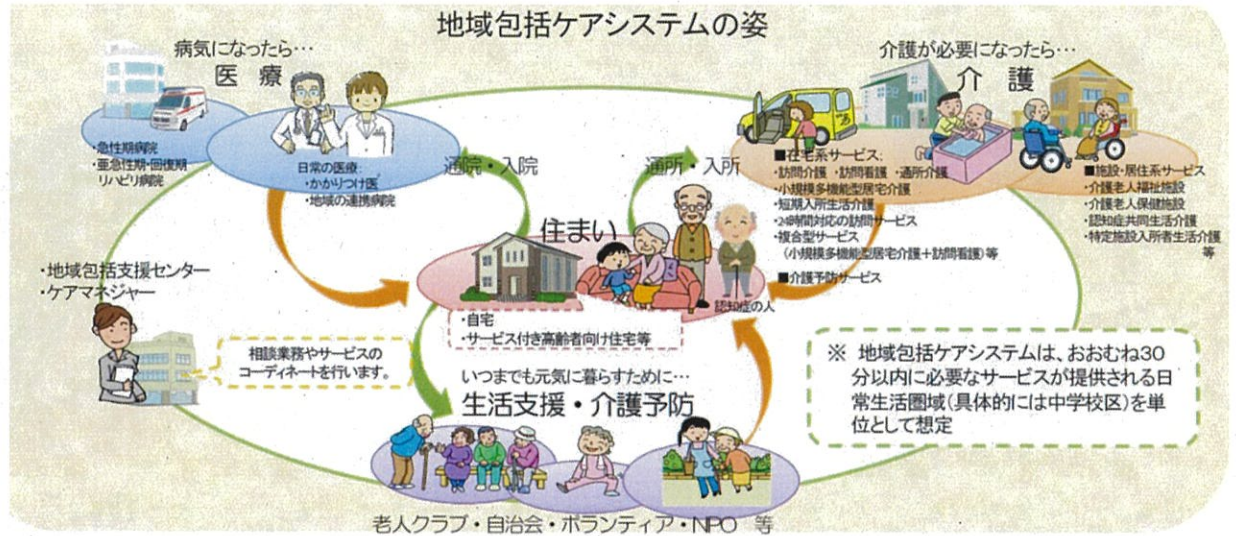 地域包括ケアシステムの姿
病気になったら…
医療
・急性期病院
・亜急性期・回復期
リハビリ病院
日常の医療：
・かかりつけ医
・地域の連携病院
通院・入院
通所・入所
介護が必要になったら…
介護
■在宅系サービス：
・訪問介護 ・訪問看護 ・通所介護
・小規模多機能型居宅介護
・短期入所生活介護
・24時間対応の訪問サービス
・複合型サービス
（小規模多機能型居宅介護＋訪問看護）等
■介護予防サービス
■施設・居住系サービス
・介護老人福祉施設
・介護老人保健施設
・認知症共同生活介護
・特定施設入所者生活介護
等
住まい
認知症の人
・自宅
・サービス付き高齢者向け住宅等
・地域包括支援センター
・ケアマネジャー
相談業務やサービスの
コーディネートを行います。
いつまでも元気に暮らすために…
生活支援・介護予防
老人クラブ・自治会・ボランティア・NPO 等
※ 地域包括ケアシステムは、おおむね30
分以内に必要なサービスが提供される日
常生活圏域（具体的には中学校区）を単
位として想定